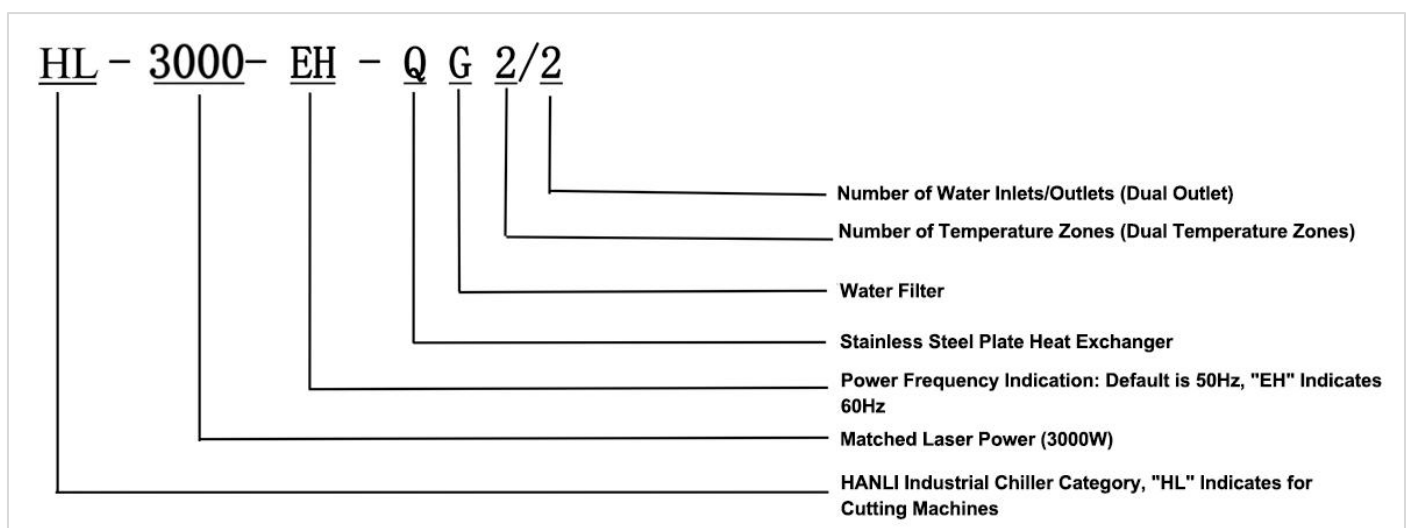 HL - 3000- EH - Q G 2/2
Number of Water Inlets/Outlets (Dual Outlet)
Number of Temperature Zones (Dual Temperature Zones)
Water Filter
Stainless Steel Plate Heat Exchanger
Power Frequency Indication: Default is 50Hz, "EH" Indicates
60Hz
Matched Laser Power (3000W)
HANLI Industrial Chiller Category, "HL" Indicates for
Cutting Machines